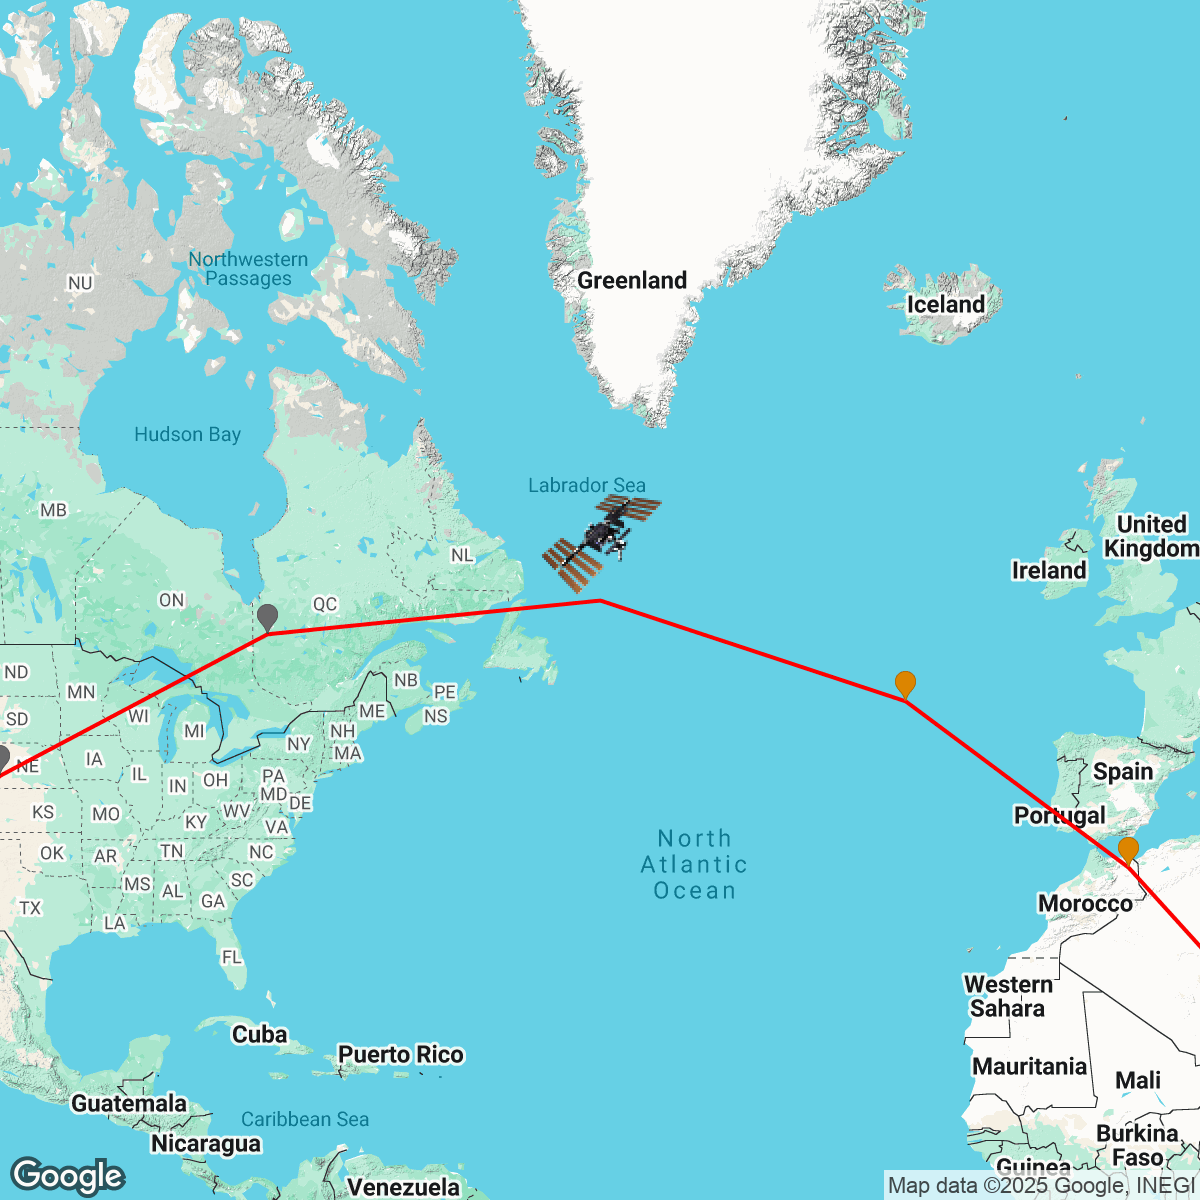 Greenland
Northwestern
Passages
NU
Iceland
Hudson Bay
Labrador Sea
MB
United
Kingdom
NL
Ireland
ON
QC
ND
NB
MN
PE
SD
WI
ME
NS
MI
NH
NY
MA
NE
IA
IL
IN
OH
PA
MD
DE
Spain
KS
MO
WV
KY
VA
Portugal
OK
AR
TN
NC
North
Atlantic
Ocean
MS
AL
SC
GA
TX
LA
Morocco
FL
Western
Sahara
Cuba
Puerto Rico
Mauritania
Mali
Guatemala
Caribbean Sea
Nicaragua
Burkina
Faso
Guinea
Venezuela
Google
Map data ©2025 Google, INEGI